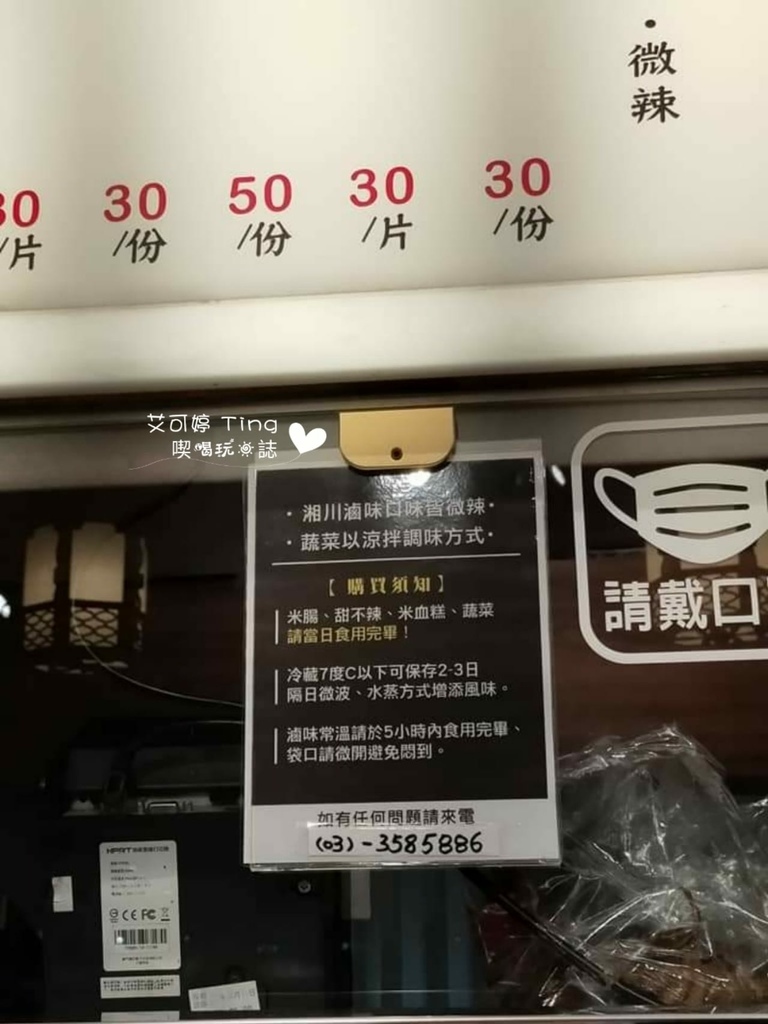 ・微辣
30 30 50 30 30
/片 /份 /份 /片 /份
艾可婷 Ting
喫喝玩 誌
・湘川滷味口味皆微辣・
・蔬菜以涼拌調味方式・
【購買須知】
米腸、甜不辣、米血糕、蔬菜
請當日食用完畢！
冷藏7度C以下可保存2-3日
隔日微波、水蒸方式增添風味。
滷味常溫請於5小時內食用完畢、
袋口請微開避免悶到。
如有任何問題請來電
(03)-3585886
請戴口
HPRT
CE FC